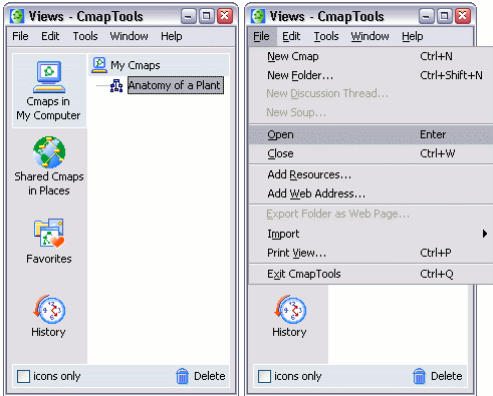 Views - CmapTools
File Edit Tools Window Help
Cmaps in
My Computer
Shared Cmaps
in Places
Favorites
History
My Cmaps
Anatomy of a Plant
icons only
Delete
Views - CmapTools
File Edit Tools Window Help
New Cmap Ctrl+N
New Folder... Ctrl+Shift+N
New Discussion Thread...
New Soup...
Open Enter
Close Ctrl+W
Add Resources...
Add Web Address...
Export Folder as Web Page...
Import
Print View... Ctrl+P
Exit CmapTools Ctrl+Q
History
icons only
Delete